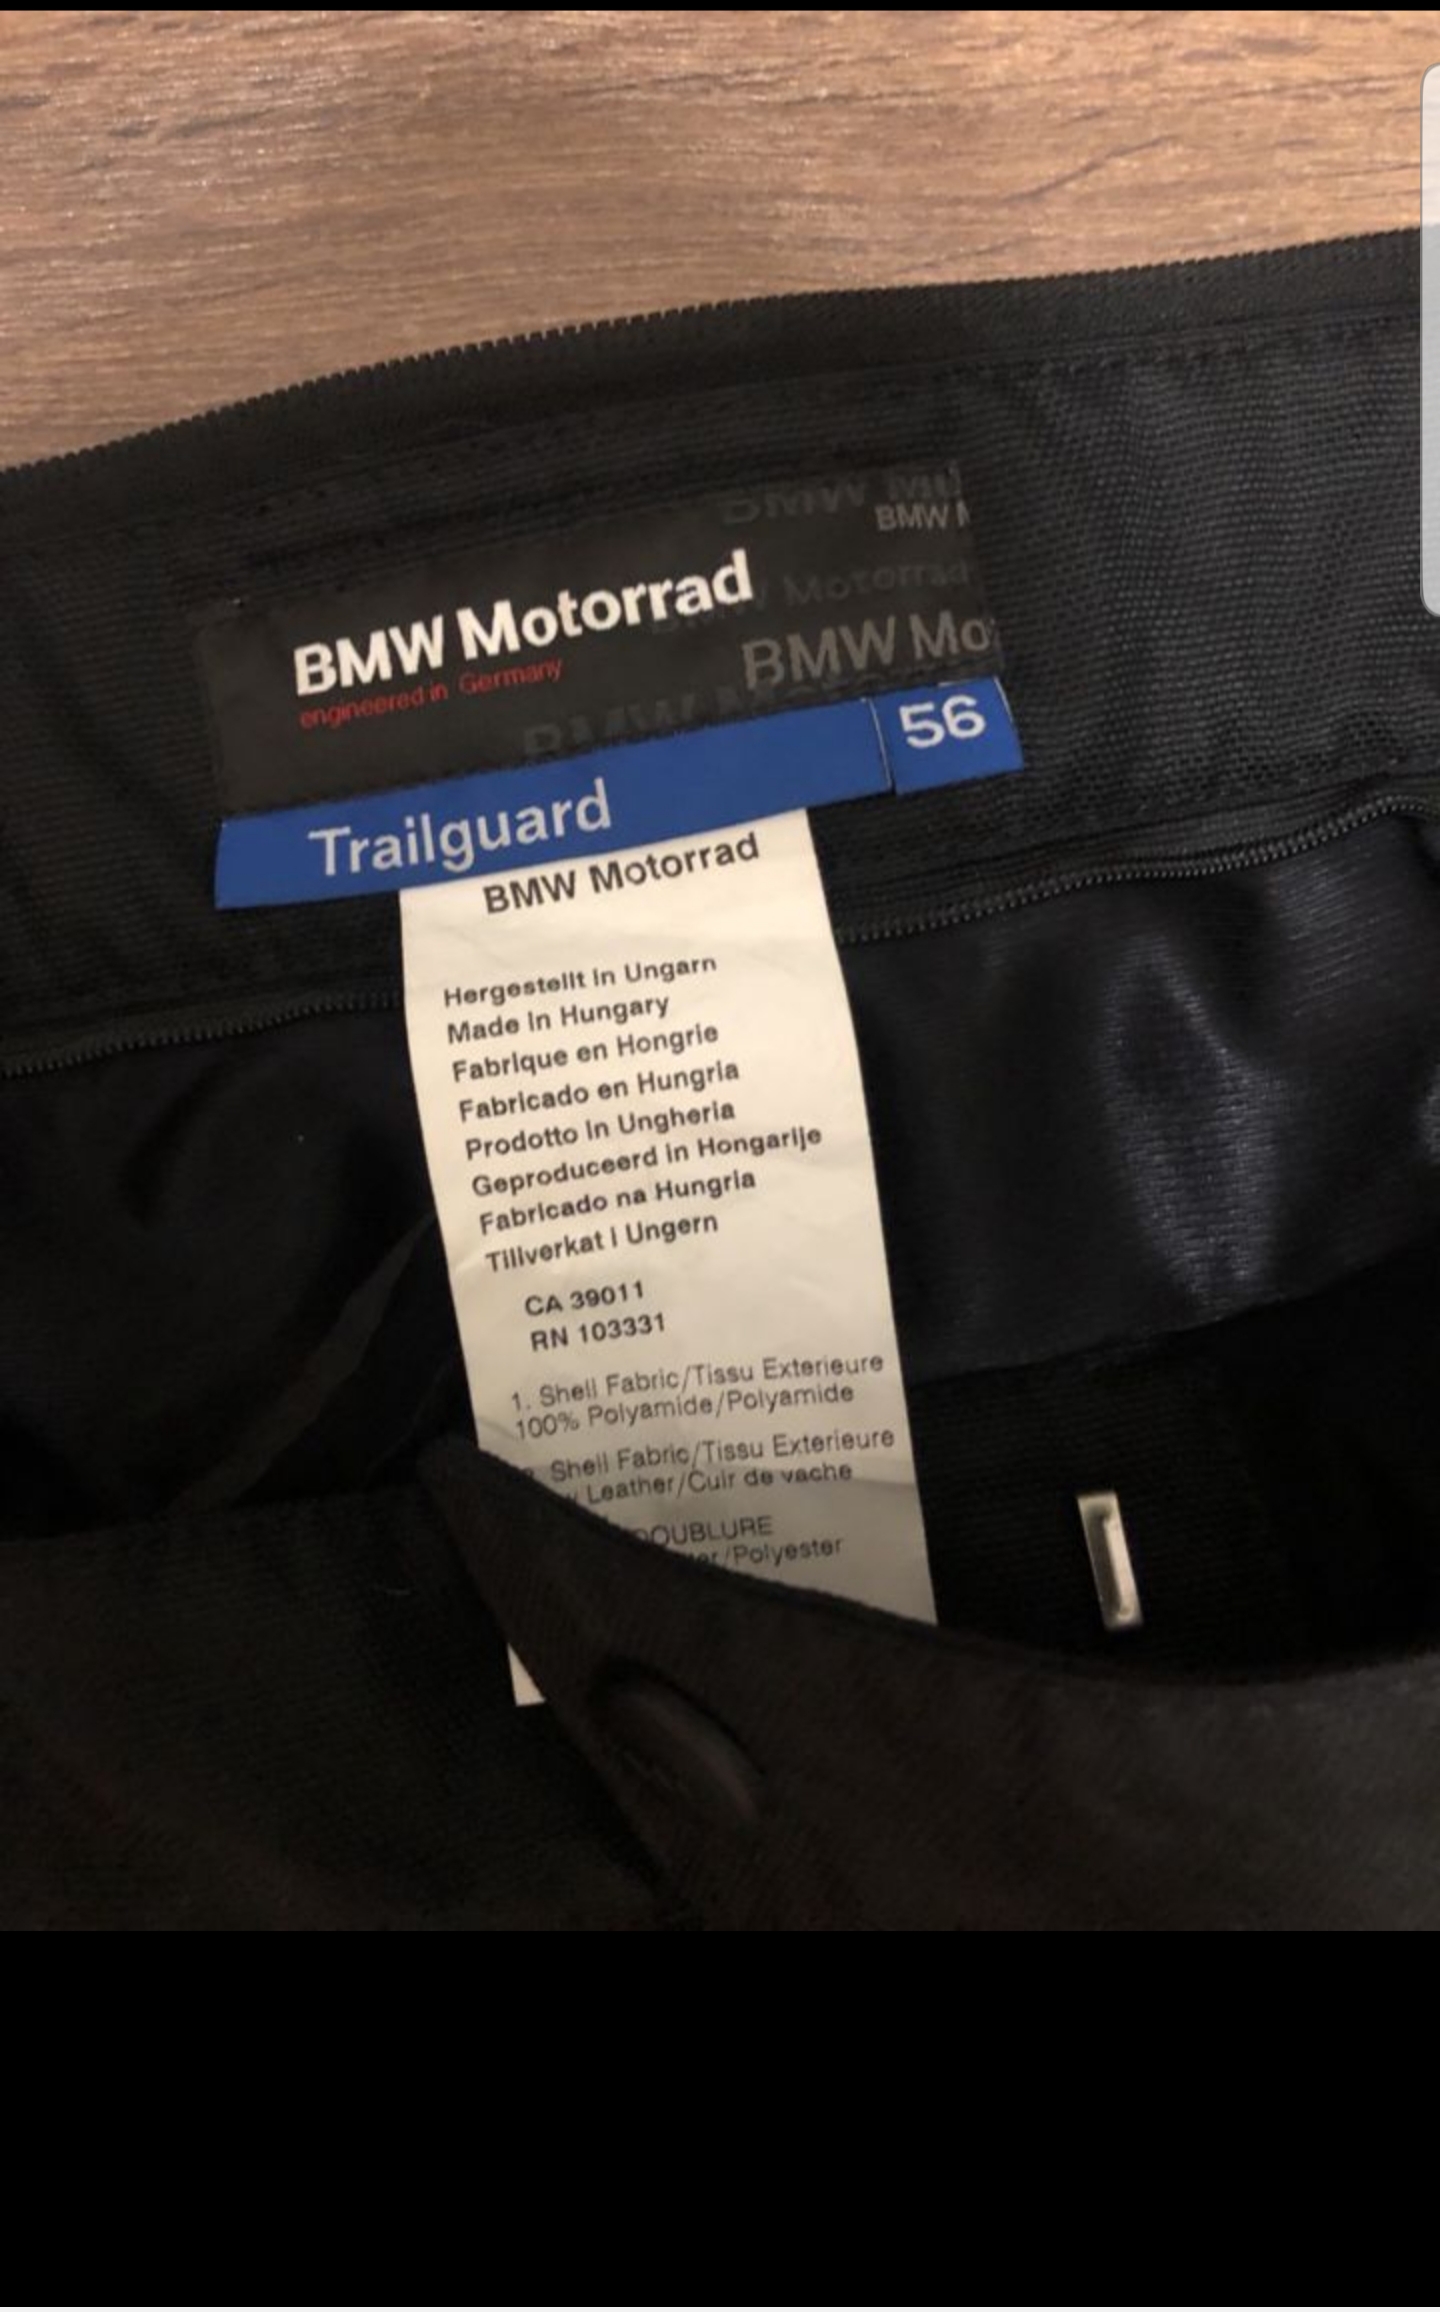 BMW M
BMW Motorrad
engineered in Germany
Motorrad
BMW Mo
56
Trailguard
BMW Motorrad
Hergestellt in Ungarn
Made in Hungary
Fabrique en Hongrie
Fabricado en Hungria
Prodotto in Ungheria
Geproduceerd in Hongarije
Fabricado na Hungria
Tillverkat i Ungern
CA 39011
RN 103331
1. Shell Fabric/Tissu Exterieure
100% Polyamide/Polyamide
Shell Fabric/Tissu Exterieure
Leather/Cuir de vache
DOUBLURE
/Polyester